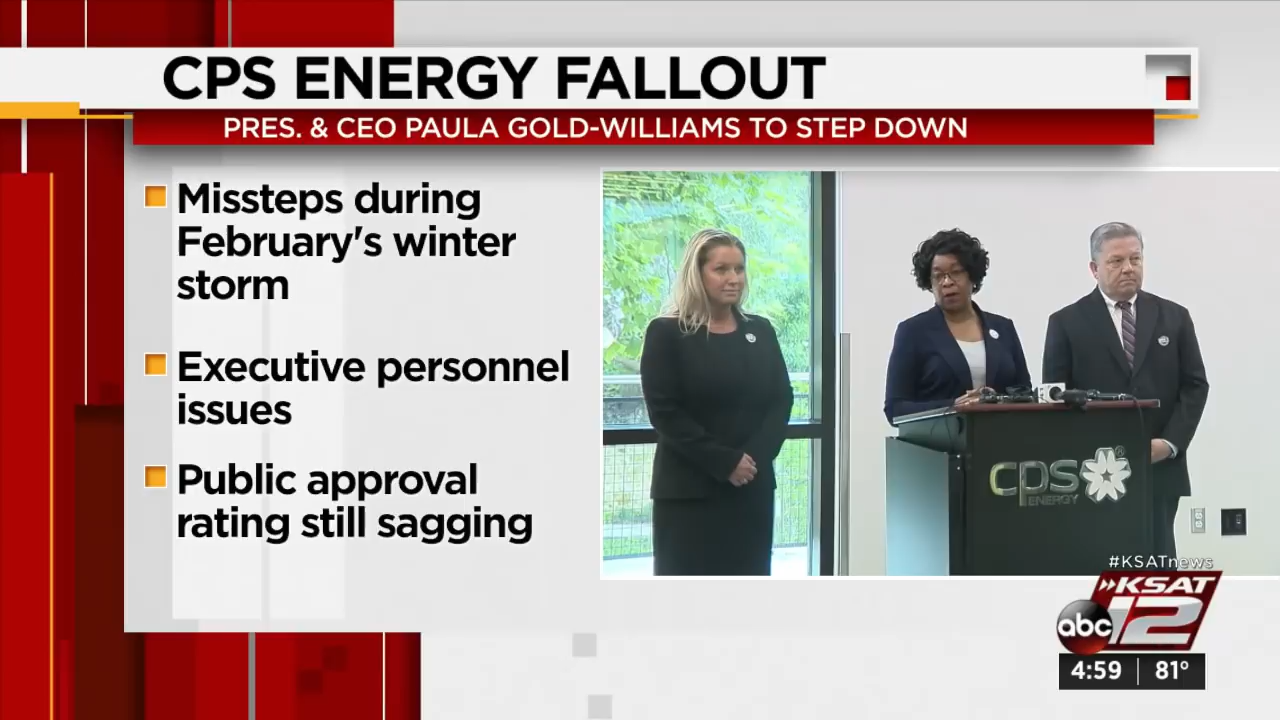 CPS ENERGY FALLOUT
PRES. & CEO PAULA GOLD-WILLIAMS TO STEP DOWN
Missteps during
February's winter
storm
Executive personnel
issues
Public approval
rating still sagging
cps®
ENERGY
#KSATnews
KSAT
abc 12
4:59 81°